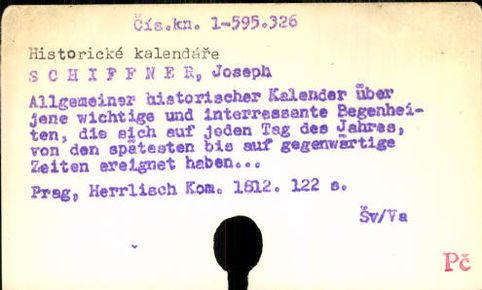 Čís.kn. 1-595.326
Historické kalendáře
S C H I F F N E R, Joseph
Allgemeiner historischer Kalender über
jene wichtige und interressante Begenhei-
ten, die sich auf jeden Tag des Jahres,
von den spätesten bis auf gegenwärtige
Zeiten ereignet haben...
Prag, Herrlisch Kom. 1812. 122 s.
Šv/Va
Pč